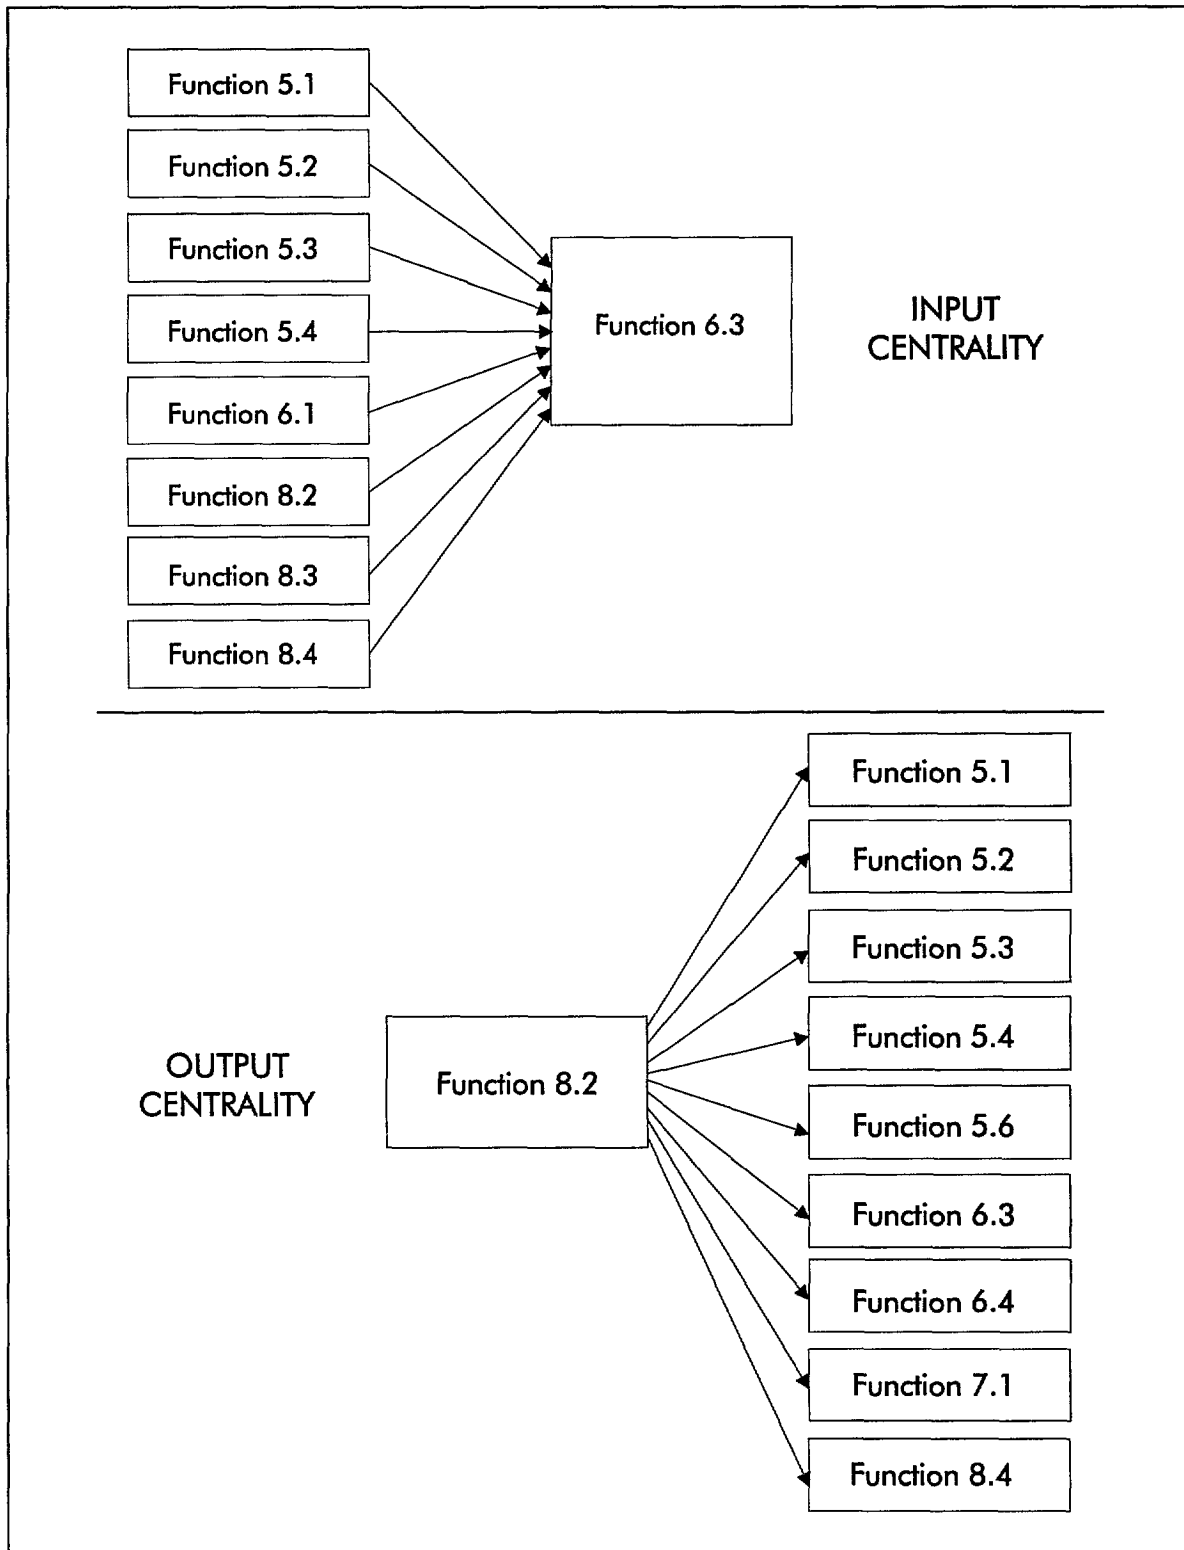 Function 5.1
Function 5.2
Function 5.3
Function 5.4
Function 6.1
Function 8.2
Function 8.3
Function 8.4
Function 6.3
INPUT
CENTRALITY
OUTPUT
CENTRALITY
Function 8.2
Function 5.1
Function 5.2
Function 5.3
Function 5.4
Function 5.6
Function 6.3
Function 6.4
Function 7.1
Function 8.4